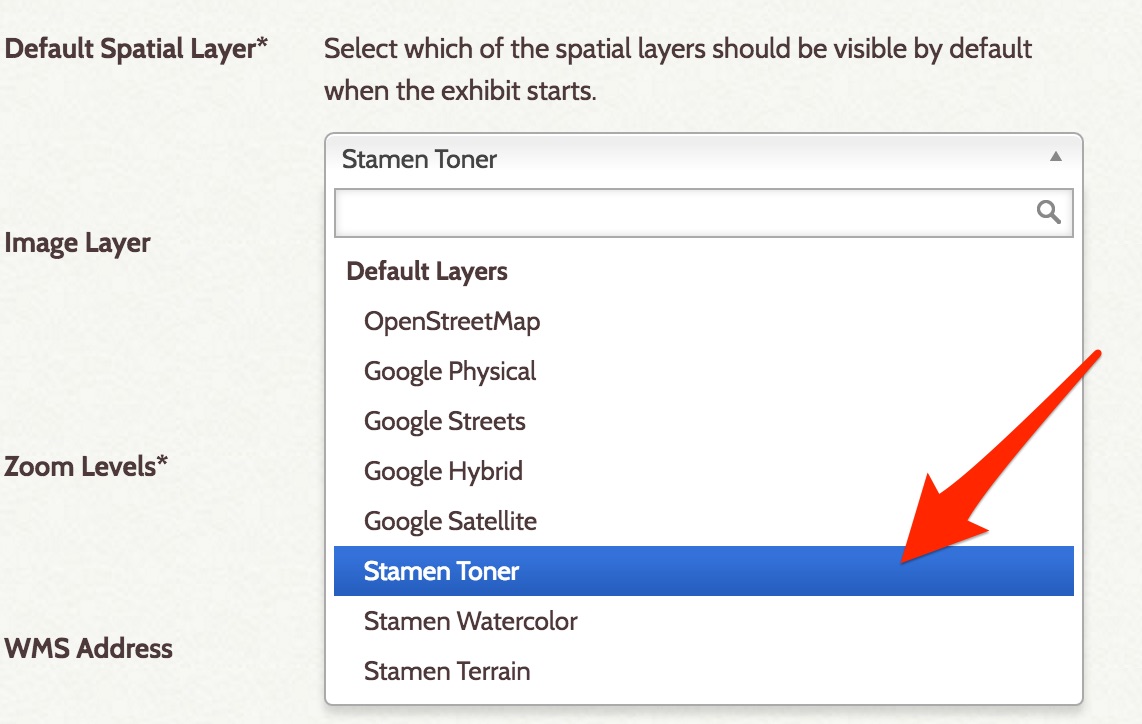 Default Spatial Layer*
Select which of the spatial layers should be visible by default
when the exhibit starts.
Stamen Toner
Image Layer
Default Layers
OpenStreetMap
Google Physical
Google Streets
Zoom Levels*
Google Hybrid
Google Satellite
Stamen Toner
Stamen Watercolor
WMS Address
Stamen Terrain